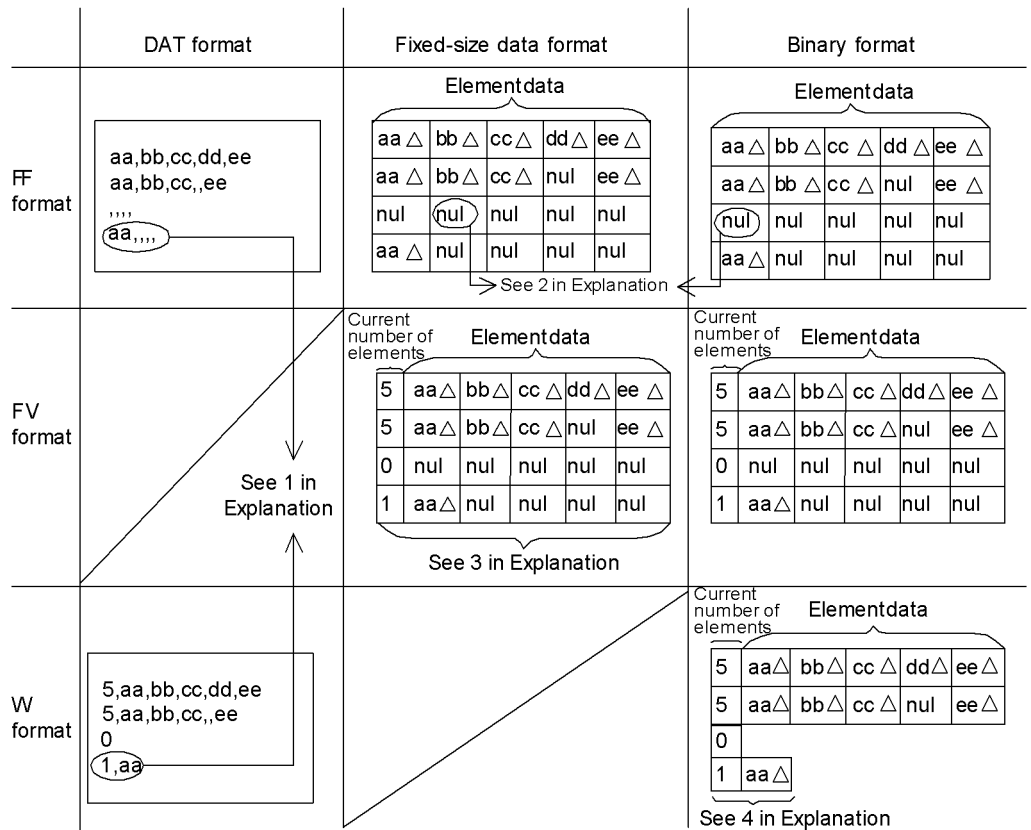 DAT format
Fixed-size data format
Binary format
FF
format
aa,bb,cc,dd,ee
aa,bb,cc,,ee
,,,,
aa,,,,
Elementdata
aa △ bb △ cc △ dd △ ee △
aa △ bb △ cc △ nul ee △
nul nul nul nul nul
aa △ nul nul nul nul
Elementdata
aa △ bb △ cc △ dd △ ee △
aa △ bb △ cc △ nul ee △
nul nul nul nul nul
aa △ nul nul nul nul
See 2 in Explanation
FV
format
See 1 in
Explanation
Current
number of
elements
Elementdata
5 aa △ bb △ cc △ dd △ ee △
5 aa △ bb △ cc △ nul ee △
0 nul nul nul nul nul
1 aa △ nul nul nul nul
See 3 in Explanation
Current
number of
elements
Elementdata
5 aa △ bb △ cc △ dd △ ee △
5 aa △ bb △ cc △ nul ee △
0 nul nul nul nul nul
1 aa △ nul nul nul nul
VV
format
5,aa,bb,cc,dd,ee
5,aa,bb,cc,,ee
0
1,aa
Current
number of
elements
Elementdata
5 aa △ bb △ cc △ dd △ ee △
5 aa △ bb △ cc △ nul ee △
0
1 aa △
See 4 in Explanation